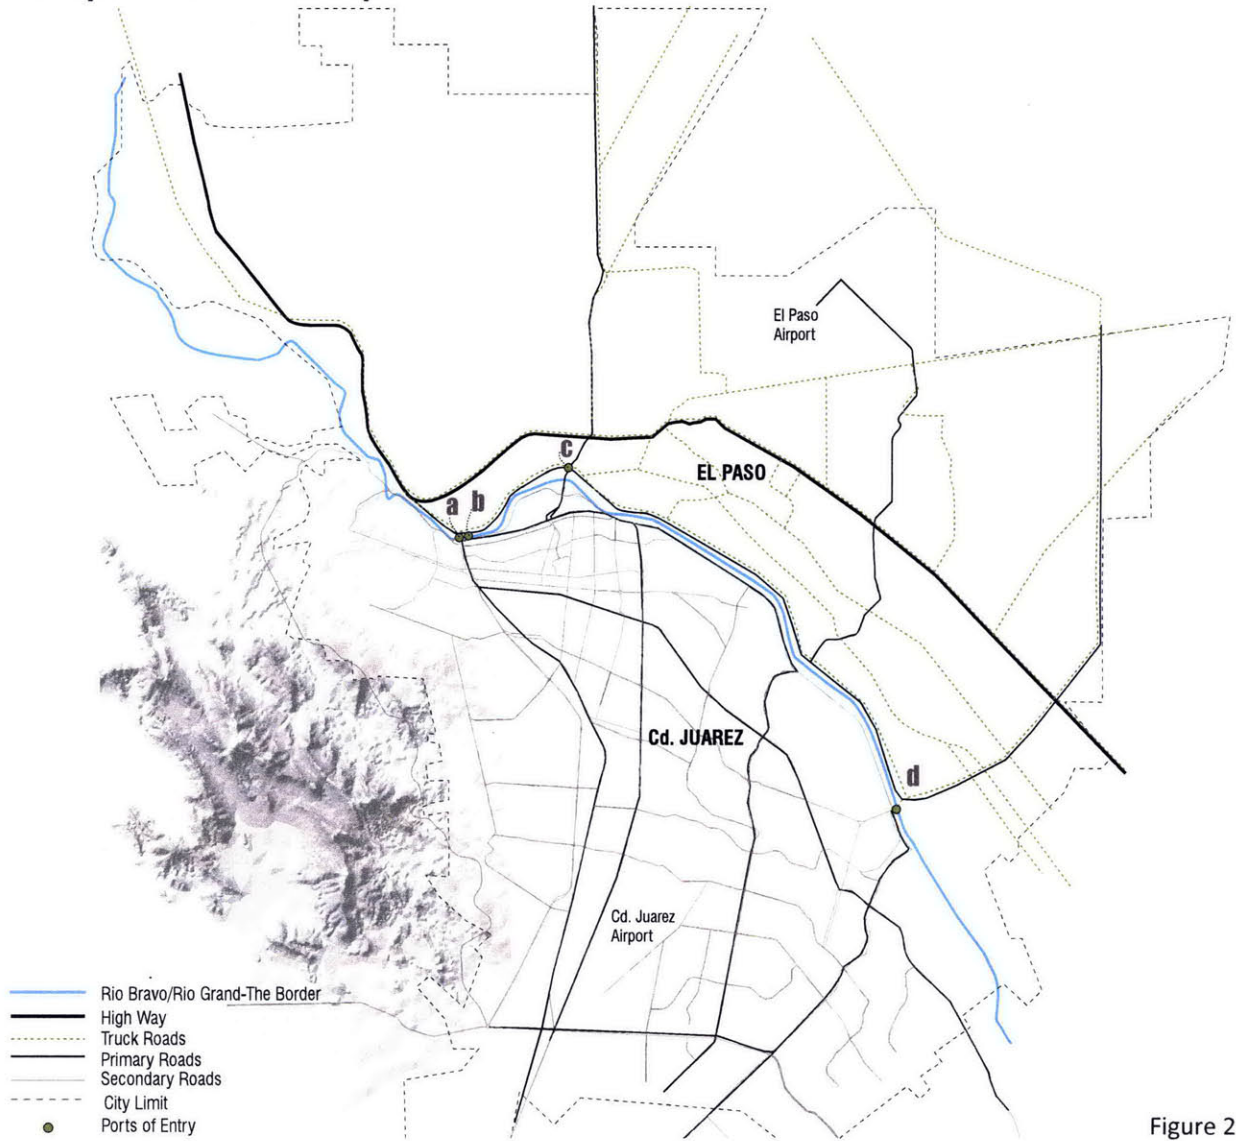 El Paso
Airport
c
EL PASO
a b
Cd. JUAREZ
d
Cd. Juarez
Airport
Rio Bravo/Rio Grand-The Border
High Way
Truck Roads
Primary Roads
Secondary Roads
City Limit
Ports of Entry
Figure 2